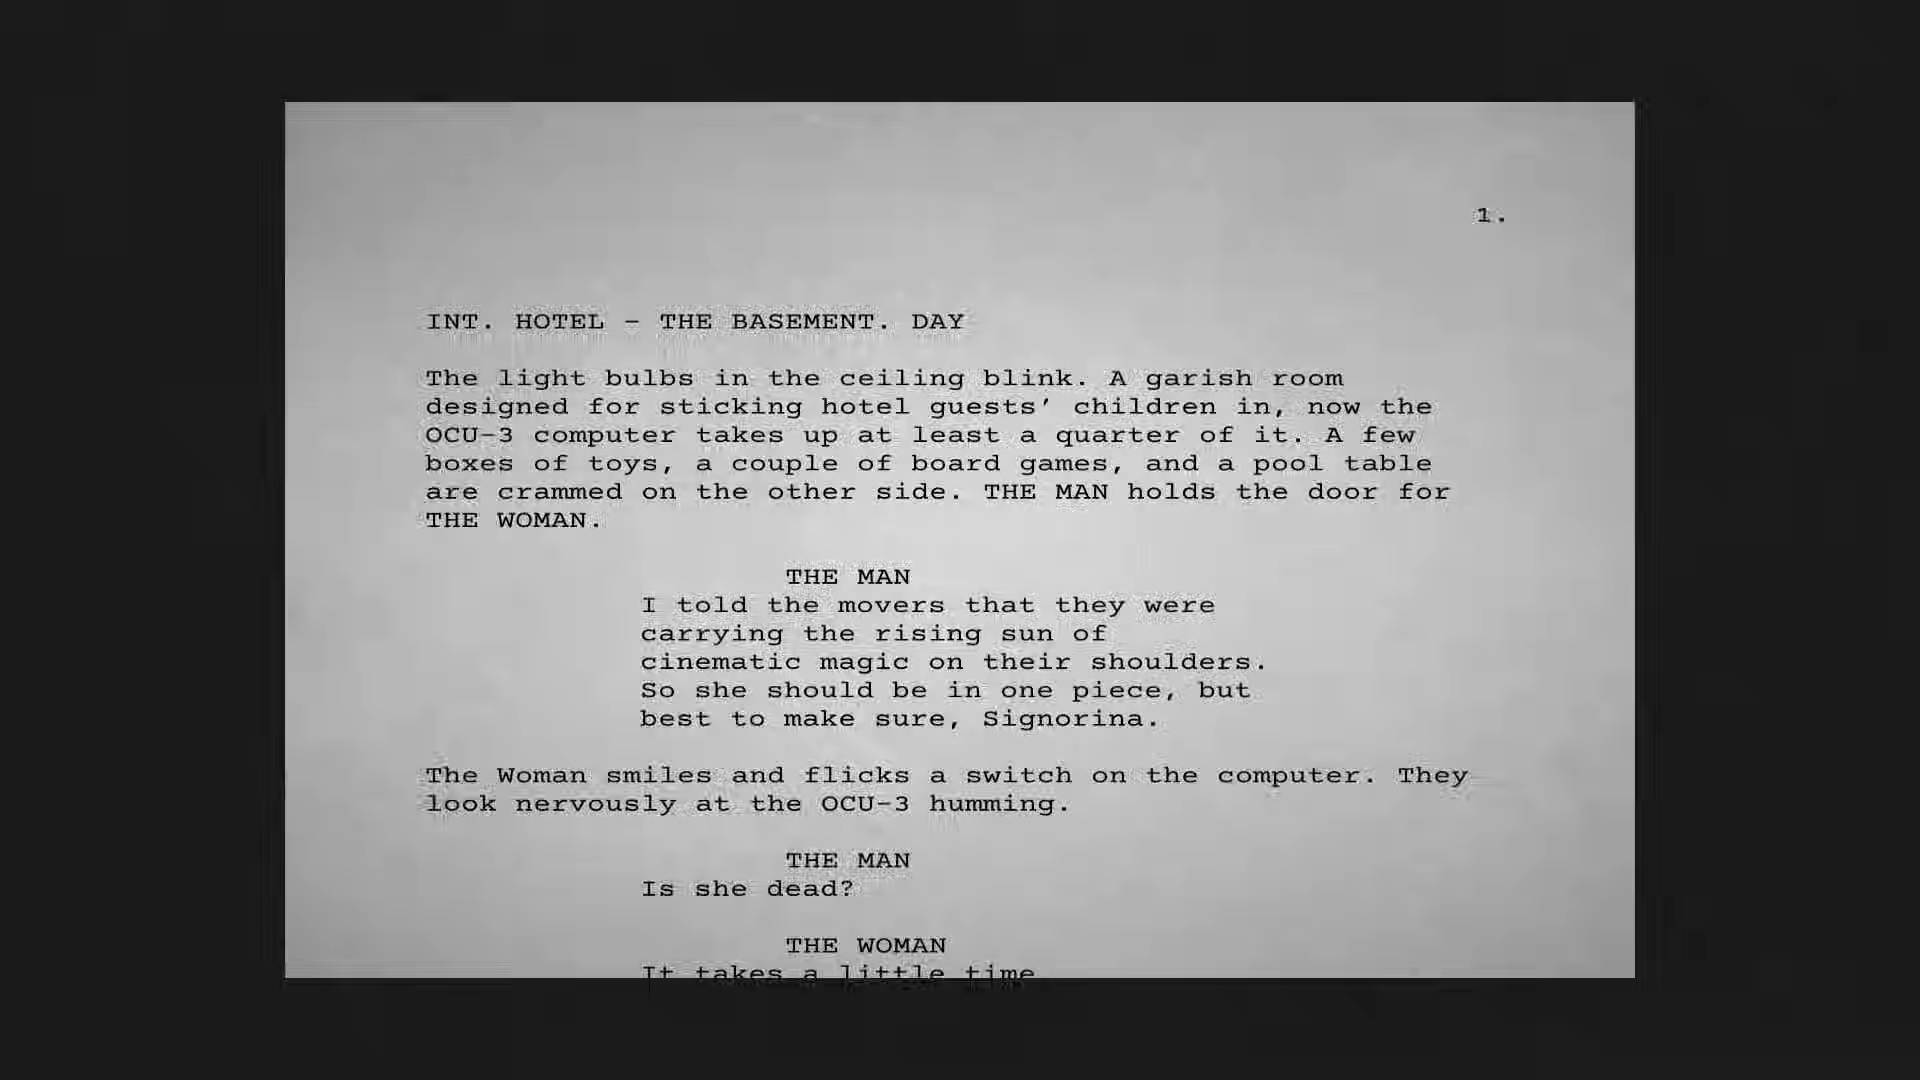 1.
INT. HOTEL - THE BASEMENT. DAY
The light bulbs in the ceiling blink. A garish room
designed for sticking hotel guests' children in, now the
OCU-3 computer takes up at least a quarter of it. A few
boxes of toys, a couple of board games, and a pool table
are crammed on the other side. THE MAN holds the door for
THE WOMAN.
THE MAN
I told the movers that they were
carrying the rising sun of
cinematic magic on their shoulders.
So she should be in one piece, but
best to make sure, Signorina.
The Woman smiles and flicks a switch on the computer. They
look nervously at the OCU-3 humming.
THE MAN
Is she dead?
THE WOMAN
It takes a little time